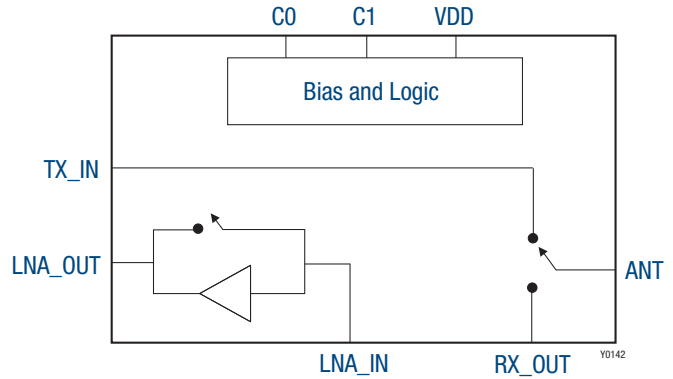 C0 C1 VDD
Bias and Logic
TX_IN
LNA_OUT
ANT
LNA_IN
RX_OUT
Y0142